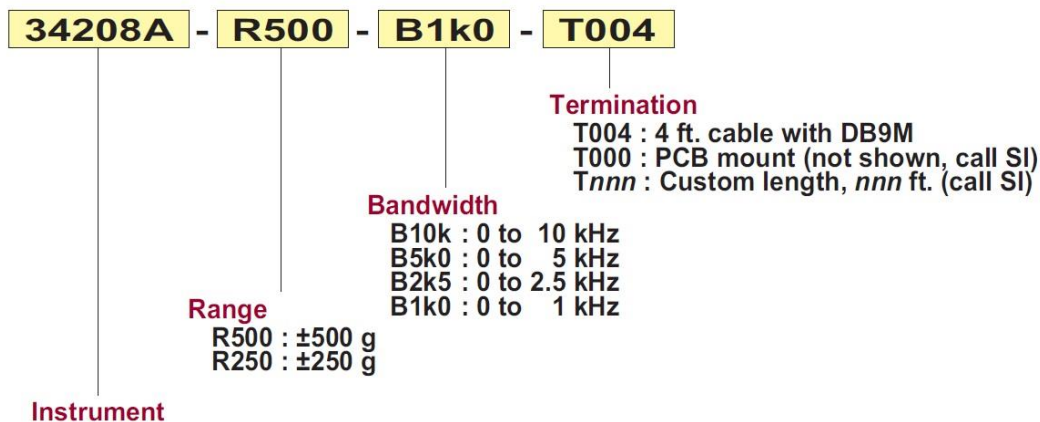 34208A - R500 - B1k0 - T004
Termination
T004 : 4 ft. cable with DB9M
T000 : PCB mount (not shown, call SI)
Tnnn : Custom length, nnn ft. (call SI)
Bandwidth
B10k : 0 to 10 kHz
B5k0 : 0 to 5 kHz
B2k5 : 0 to 2.5 kHz
B1k0 : 0 to 1 kHz
Range
R500 : ±500 g
R250 : ±250 g
Instrument